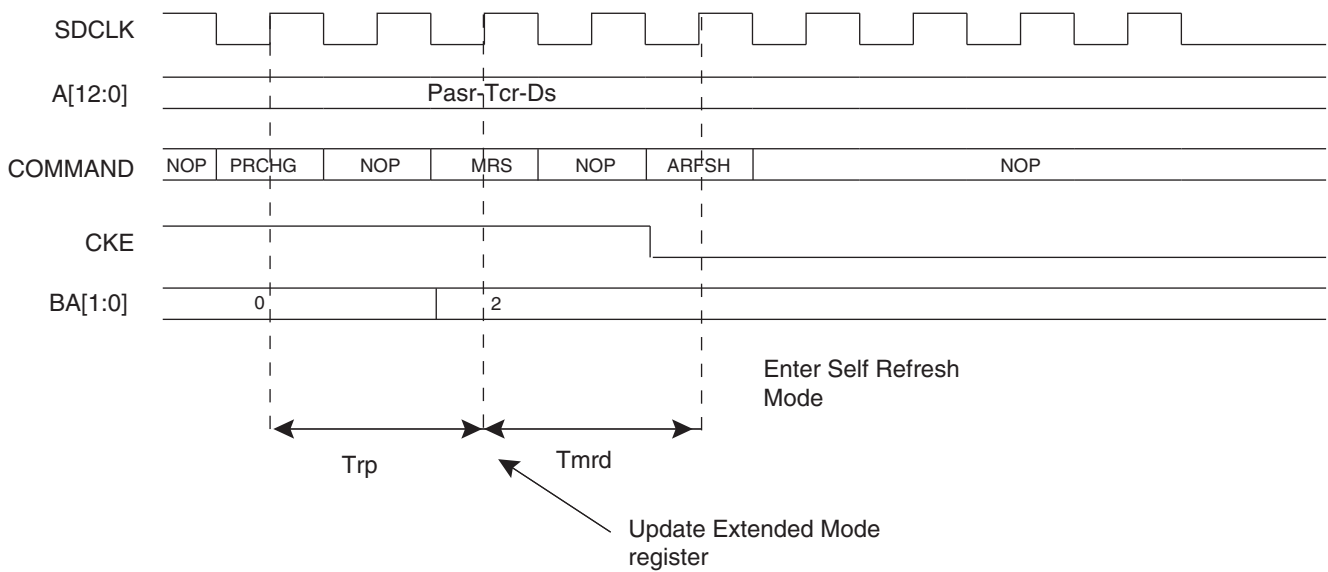 SDCLK
A[12:0] Pasr-Tcr-Ds
COMMAND NOP PRCHG NOP MRS NOP ARFSH NOP
CKE
BA[1:0] 0 2
Enter Self Refresh
Mode
Trp Tmrd
Update Extended Mode
register